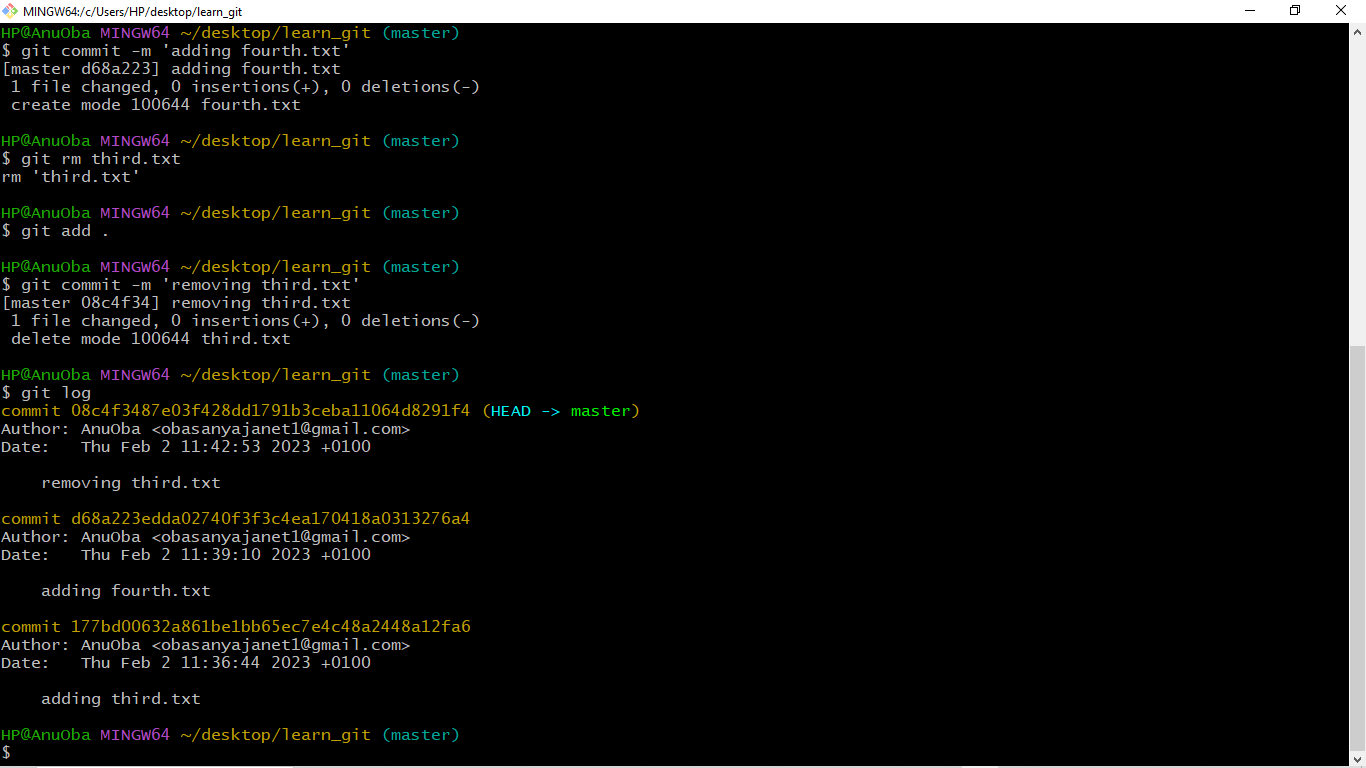 MINGW64:/c/Users/HP/desktop/learn_git
HP@AnuOba MINGW64 ~/desktop/learn_git (master)
$ git commit -m 'adding fourth.txt'
[master d68a223] adding fourth.txt
 1 file changed, 0 insertions(+), 0 deletions(-)
 create mode 100644 fourth.txt
HP@AnuOba MINGW64 ~/desktop/learn_git (master)
$ git rm third.txt
rm 'third.txt'
HP@AnuOba MINGW64 ~/desktop/learn_git (master)
$ git add .
HP@AnuOba MINGW64 ~/desktop/learn_git (master)
$ git commit -m 'removing third.txt'
[master 08c4f34] removing third.txt
 1 file changed, 0 insertions(+), 0 deletions(-)
 delete mode 100644 third.txt
HP@AnuOba MINGW64 ~/desktop/learn_git (master)
$ git log
commit 08c4f3487e03f428dd1791b3ceba11064d8291f4 (HEAD -> master)
Author: AnuOba <obasanyajanet1@gmail.com>
Date:   Thu Feb 2 11:42:53 2023 +0100
    removing third.txt
commit d68a223edda02740f3f3c4ea170418a0313276a4
Author: AnuOba <obasanyajanet1@gmail.com>
Date:   Thu Feb 2 11:39:10 2023 +0100
    adding fourth.txt
commit 177bd00632a861be1bb65ec7e4c48a2448a12fa6
Author: AnuOba <obasanyajanet1@gmail.com>
Date:   Thu Feb 2 11:36:44 2023 +0100
    adding third.txt
HP@AnuOba MINGW64 ~/desktop/learn_git (master)
$